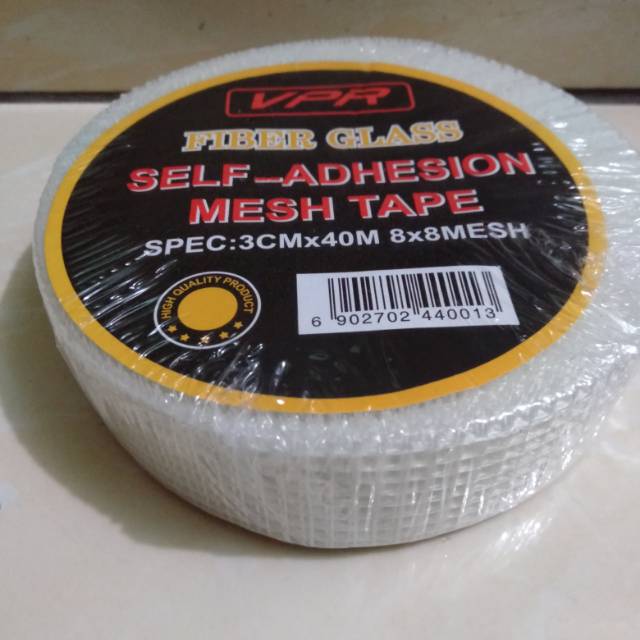 VPR
FIBER GLASS
SELF-ADHESION
MESH TAPE
SPEC:3CMx40M 8x8MESH
HIGH QUALITY PRODUCT
6 902702 440013